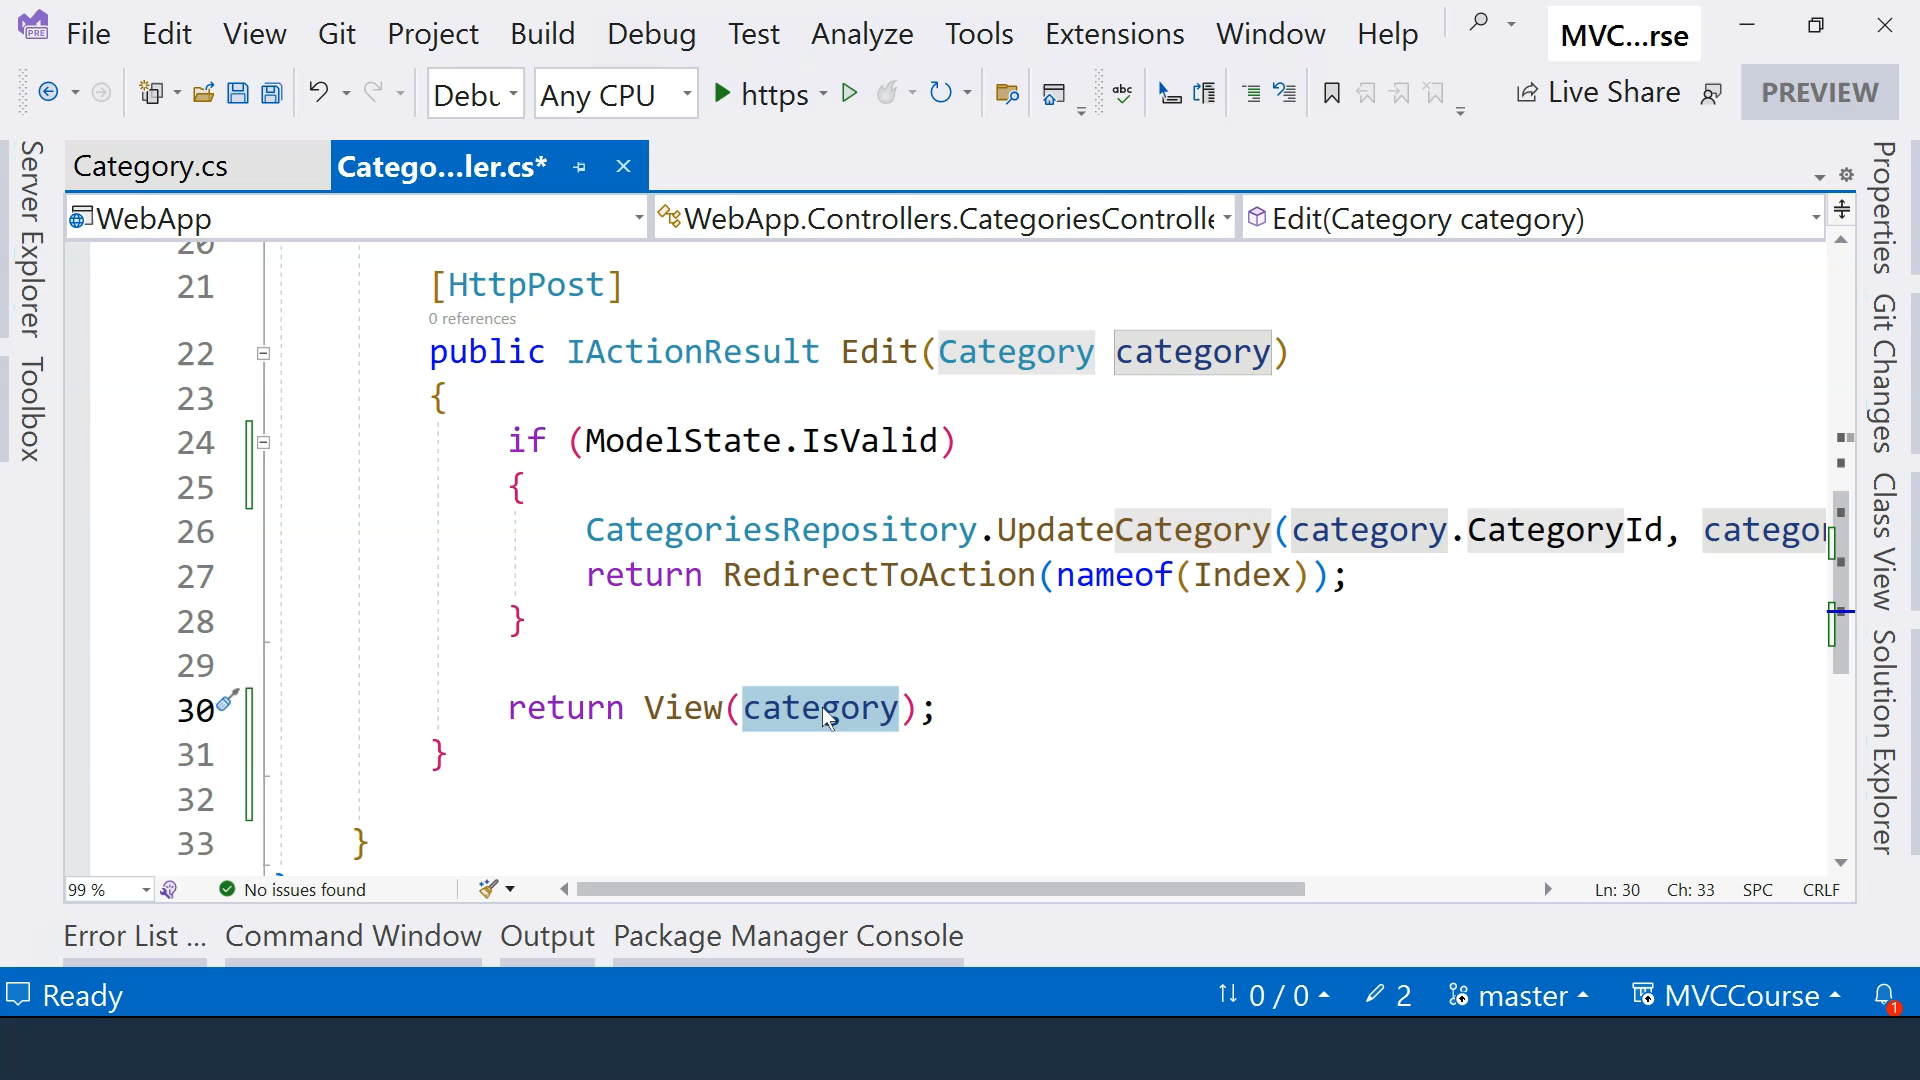 File Edit View Git Project Build Debug Test Analyze Tools Extensions Window Help MVC...rse
Debu Any CPU https Live Share PREVIEW
Category.cs Catego...ler.cs*
WebApp WebApp.Controllers.CategoriesControlle Edit(Category category)
Server Explorer
Toolbox
20
21 [HttpPost]
0 references
22 public IActionResult Edit(Category category)
23 {
24 if (ModelState.IsValid)
25 {
26 CategoriesRepository.UpdateCategory(category.CategoryId, categor
27 return RedirectToAction(nameof(Index));
28 }
29
30 return View(category);
31 }
32
33 }
Properties
Git Changes
Class View
Solution Explorer
99 % No issues found Ln: 30 Ch: 33 SPC CRLF
Error List ... Command Window Output Package Manager Console
Ready 0 / 0 2 master MVCCourse 1